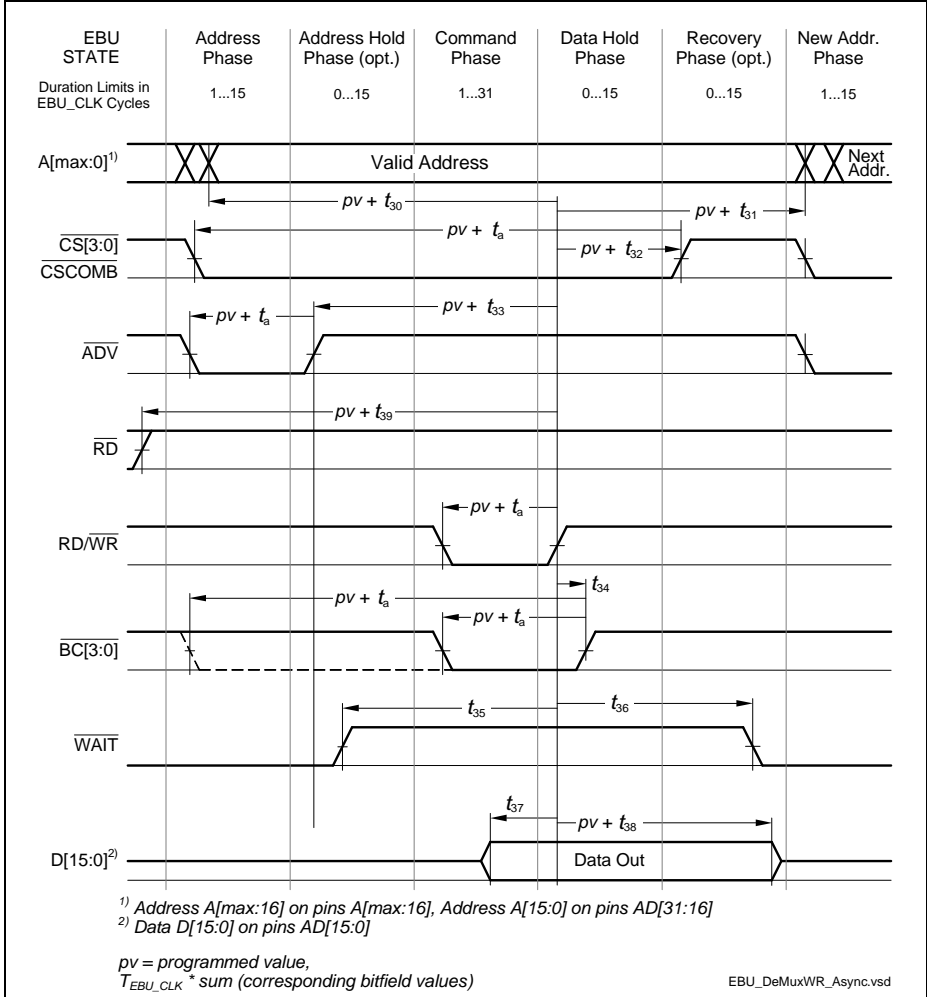 EBU STATE
Address Phase
Address Hold Phase (opt.)
Command Phase
Data Hold Phase
Recovery Phase (opt.)
New Addr. Phase
Duration Limits in EBU_CLK Cycles
1...15
0...15
1...31
0...15
0...15
1...15
A[max:0]1)
Valid Address
Next Addr.
pv + t30
pv + t31
pv + ta
CS[3:0]
pv + t32
CSCOMB
pv + ta
pv + t33
ADV
pv + t39
RD
pv + ta
RD/WR
t34
pv + ta
pv + ta
BC[3:0]
t35
t36
WAIT
t37
pv + t38
D[15:0]2)
Data Out
1) Address A[max:16] on pins A[max:16], Address A[15:0] on pins AD[31:16]
2) Data D[15:0] on pins AD[15:0]
pv = programmed value,
TEBU_CLK * sum (corresponding bitfield values)
EBU_DeMuxWR_Async.vsd